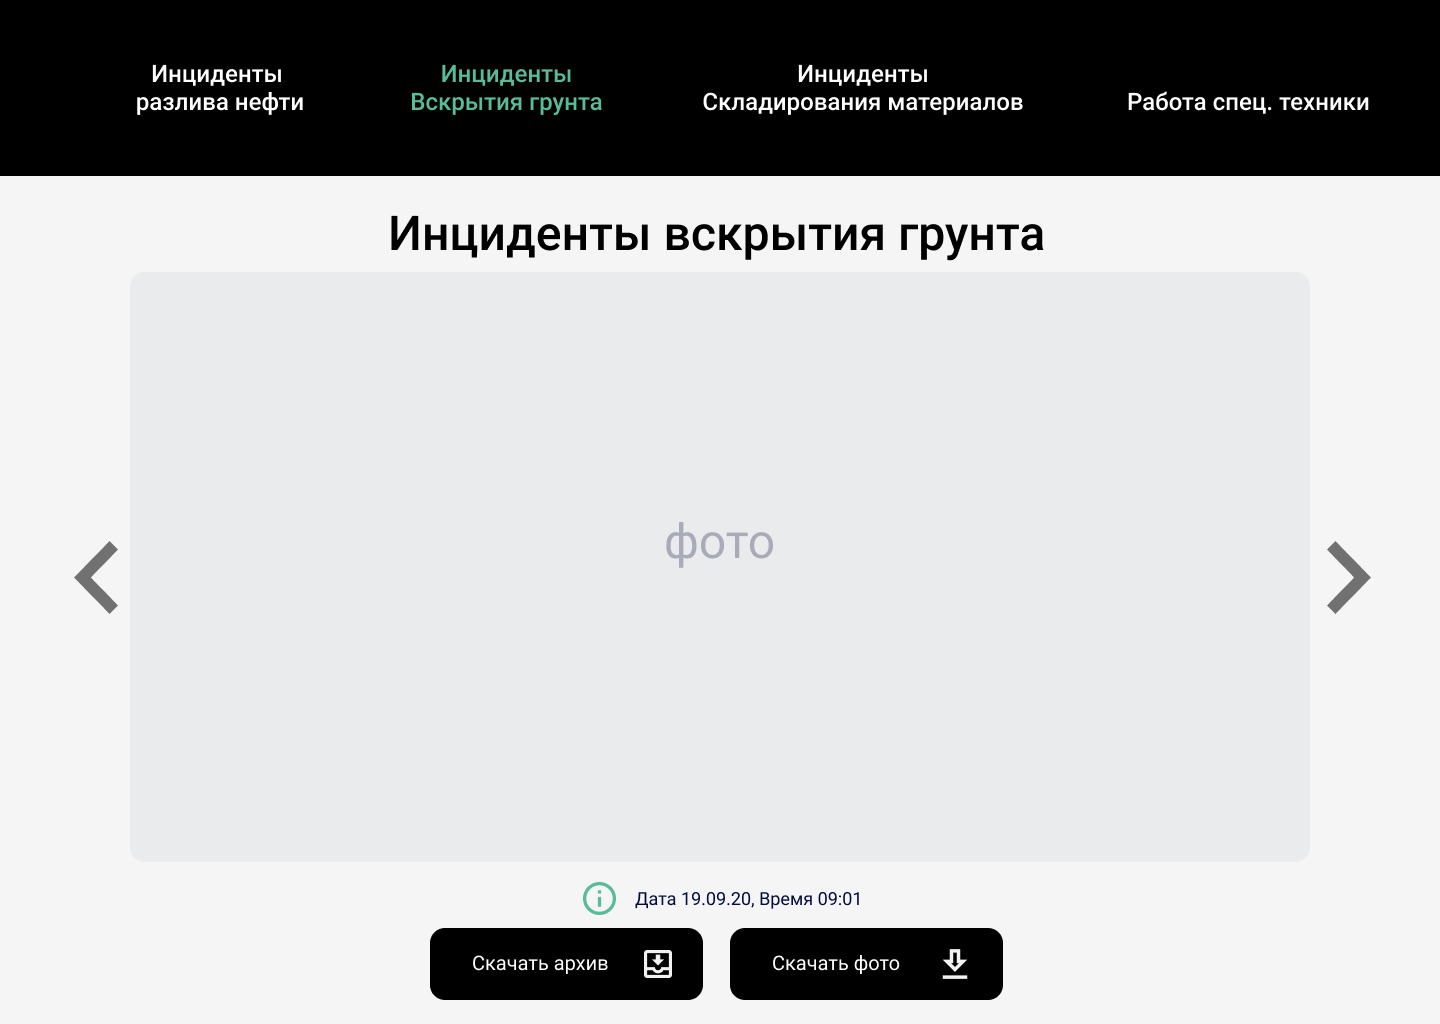 Инциденты
разлива нефти
Инциденты
Вскрытия грунта
Инциденты
Складирования материалов
Работа спец. техники
Инциденты вскрытия грунта
фото
Дата 19.09.20, Время 09:01
Скачать архив
Скачать фото